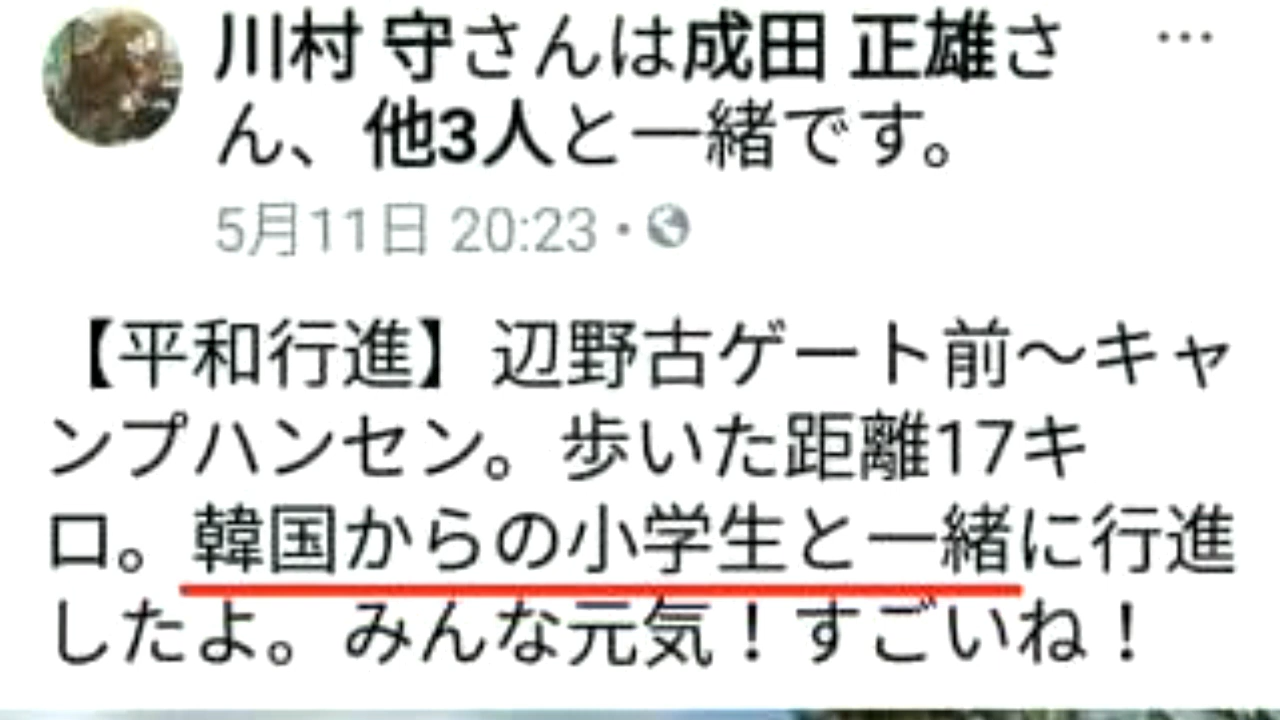 川村 守さんは成田 正雄さ
ん、他3人と一緒です。
5月11日 20:23・
【平和行進】辺野古ゲート前～キャ
ンプハンセン。歩いた距離17キ
ロ。韓国からの小学生と一緒に行進
したよ。みんな元気！すごいね！